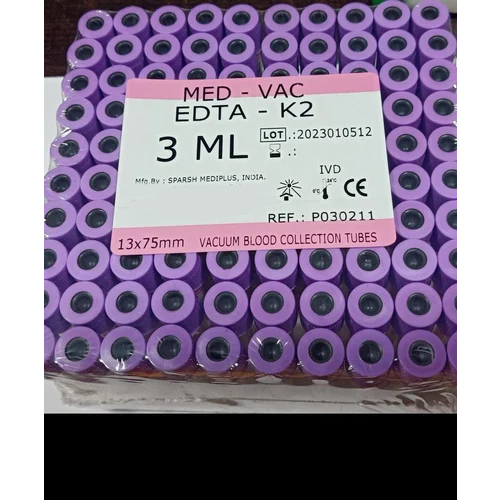 MED - VAC
EDTA - K2
3 ML
LOT .:2023010512
.:
Mfg.By : SPARSH MEDIPLUS, INDIA.
IVD
CE
REF.: P030211
13x75mm VACUUM BLOOD COLLECTION TUBES